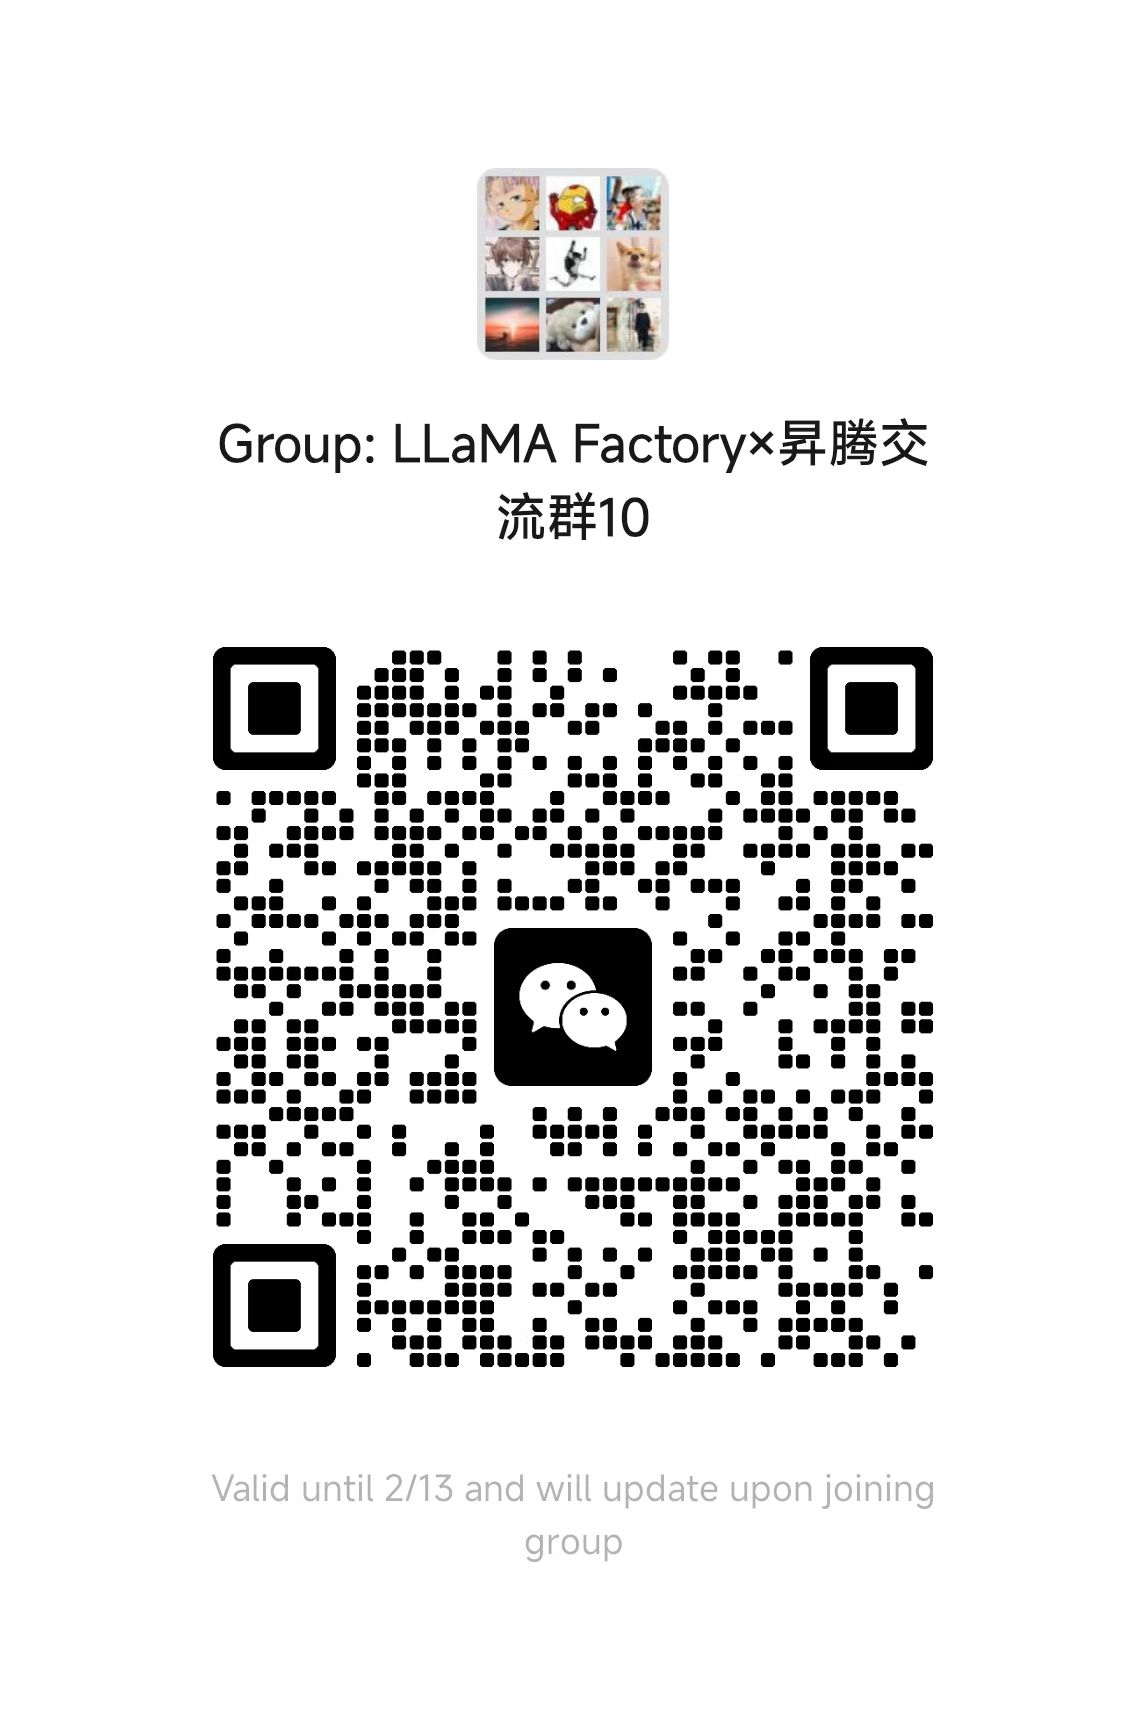 Group: LLaMA Factory×昇腾交
流群10
Valid until 2/13 and will update upon joining
group